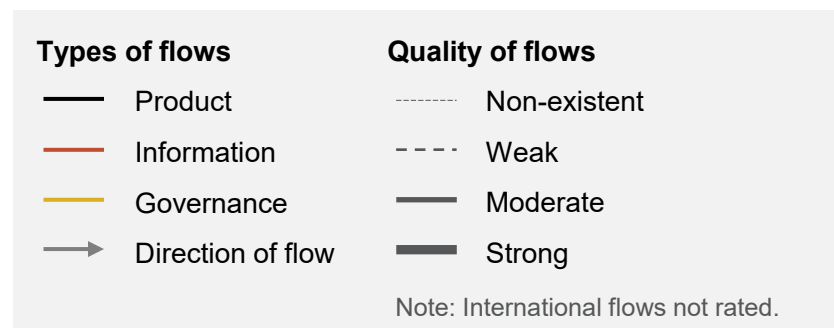 Types of flows
Product
Information
Governance
Direction of flow
Quality of flows
Non-existent
Weak
Moderate
Strong
Note: International flows not rated.